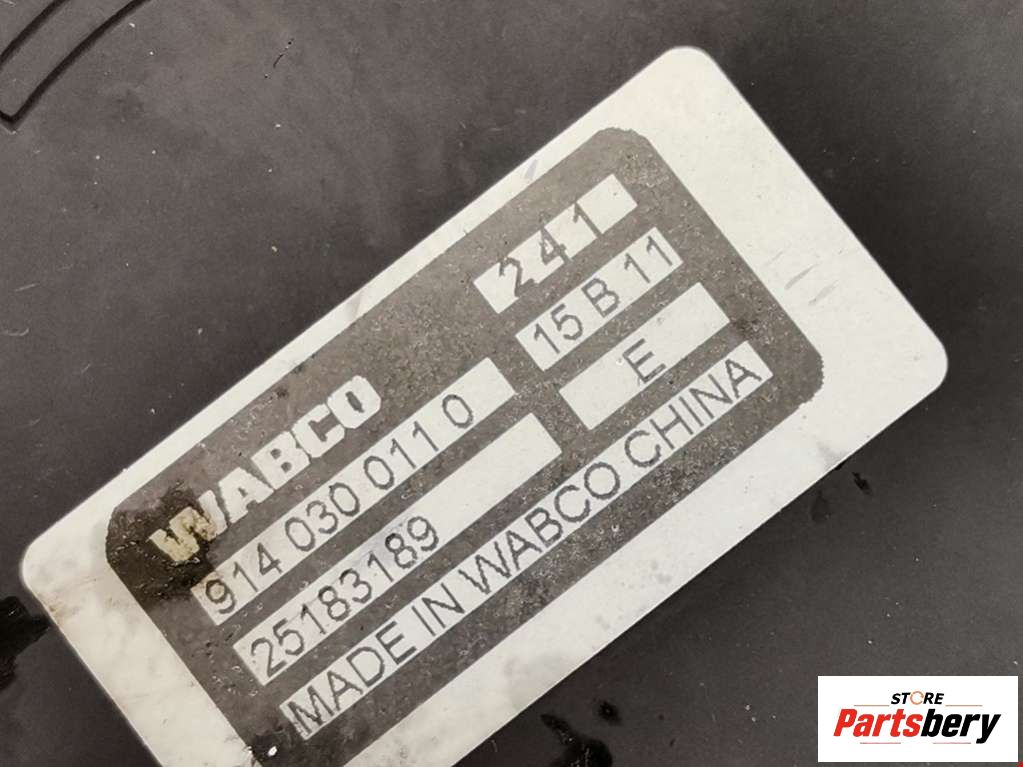 WABCO
241
914 030 011 0
15 B 11
25183189
E
MADE IN WABCO CHINA
STORE
Partsbery